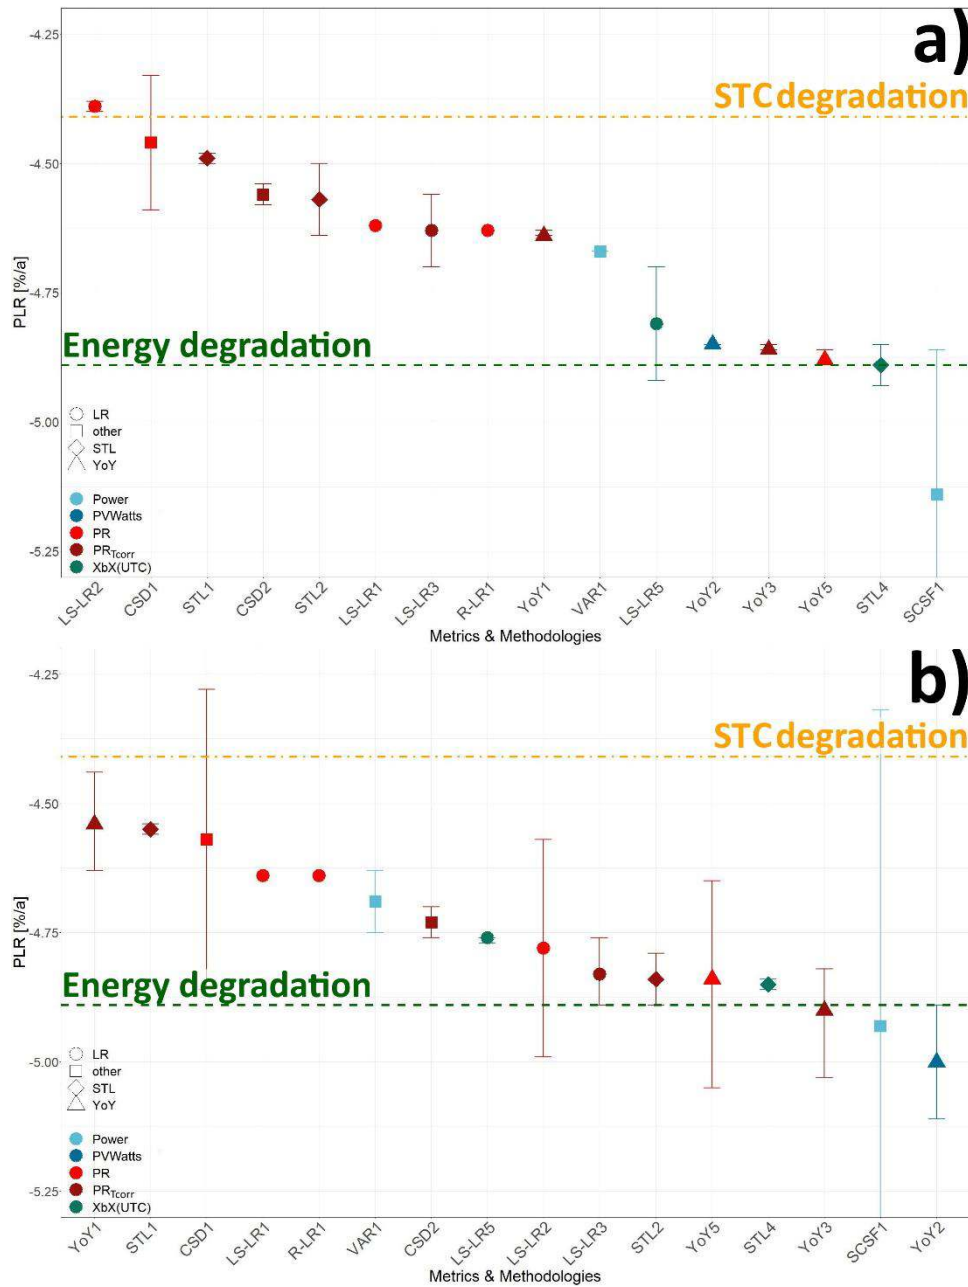 a)
-4.25
STC degradation
-4.50
PLR [%/a]
-4.75
Energy degradation
-5.00
LR
other
STL
YoY
Power
PVWatts
PR
PRTcorr
XbX(UTC)
-5.25
LS-LR2 CSD1 STL1 CSD2 STL2 LS-LR1 LS-LR3 R-LR1 YoY1 VAR1 LS-LR5 YoY2 YoY3 YoY5 STL4 SCSF1
Metrics & Methodologies
b)
-4.25
STC degradation
-4.50
PLR [%/a]
-4.75
Energy degradation
-5.00
LR
other
STL
YoY
Power
PVWatts
PR
PRTcorr
XbX(UTC)
-5.25
YoY1 STL1 CSD1 LS-LR1 R-LR1 VAR1 CSD2 LS-LR5 LS-LR2 LS-LR3 STL2 YoY5 STL4 YoY3 SCSF1 YoY2
Metrics & Methodologies